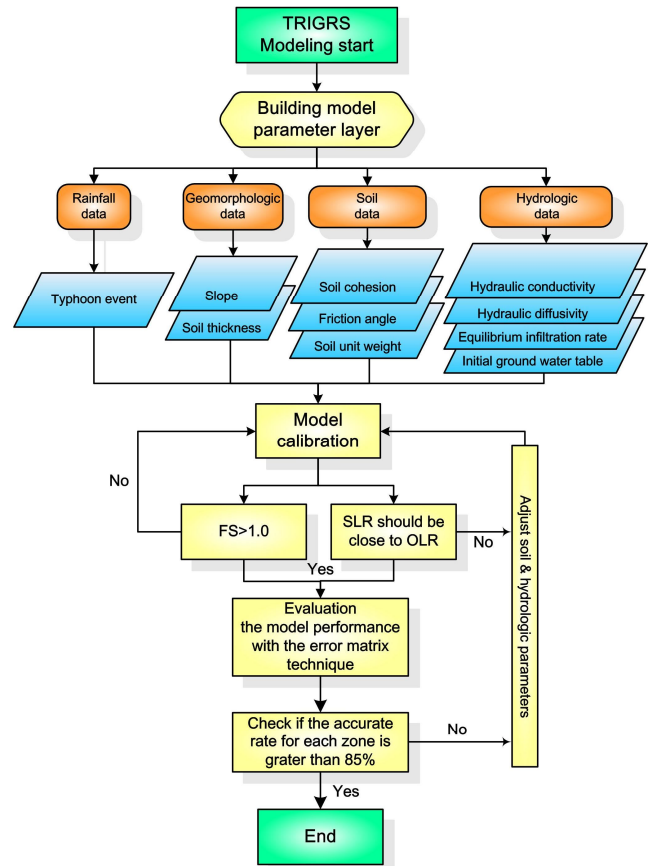 TRIGRS
Modeling start
Building model
parameter layer
Rainfall
data
Geomorphologic
data
Soil
data
Hydrologic
data
Typhoon event
Slope
Soil thickness
Soil cohesion
Friction angle
Soil unit weight
Hydraulic conductivity
Hydraulic diffusivity
Equilibrium infiltration rate
Initial ground water table
Model
calibration
No
FS>1.0
SLR should be
close to OLR
No
Yes
Adjust soil & hydrologic parameters
Evaluation
the model performance
with the error matrix
technique
Check if the accurate
rate for each zone is
grater than 85%
No
Yes
End